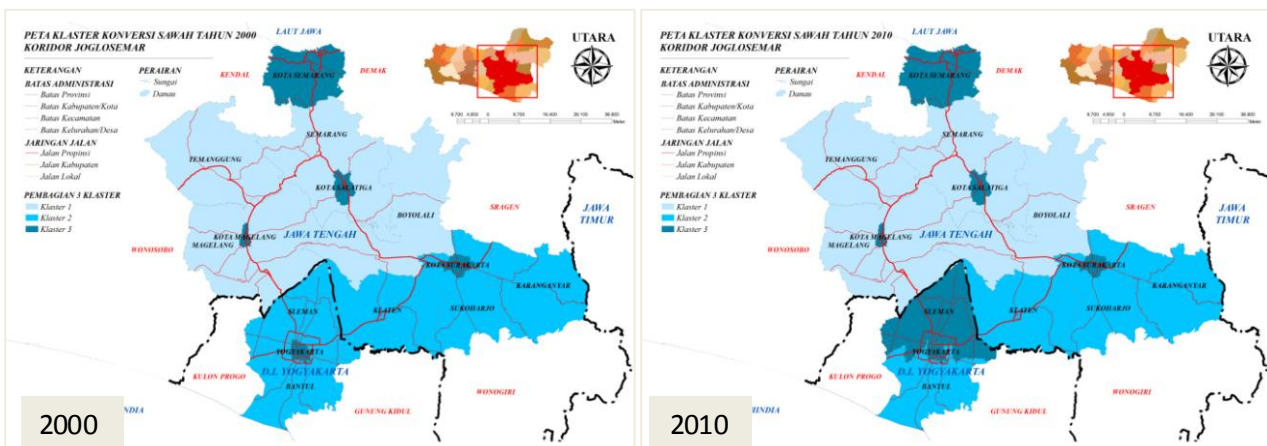 PETA KLASTER KONVERSI SAWAH TAHUN 2000
KORIDOR JOGLOSEMAR
LAUT JAWA
UTARA
KETERANGAN
BATAS ADMINISTRASI
Batas Provinsi
Batas Kabupaten/Kota
Batas Kecamatan
Batas Kelurahan/Desa
JARINGAN JALAN
Jalan Propinsi
Jalan Kabupaten
Jalan Lokal
PEMBAGIAN 3 KLASTER
Klaster 1
Klaster 2
Klaster 3
PERAIRAN
Sungai
Danau
KENDAL
KOTA SEMARANG
DEMAK
SEMARANG
TEMANGGUNG
KOTA SALATIGA
BOYOLALI
SRAGEN
JAWA
TIMUR
WONOSOBO
KOTA MAGELANG
MAGELANG
JAWA TENGAH
KOTA SURAKARTA
KARANGANYAR
SLEMAN
KLATEN
SUKOHARJO
YOGYAKARTA
KULON PROGO
D.I. YOGYAKARTA
BANTUL
WONOGIRI
GUNUNG KIDUL
INDIA
2000
PETA KLASTER KONVERSI SAWAH TAHUN 2010
KORIDOR JOGLOSEMAR
LAUT JAWA
UTARA
KETERANGAN
BATAS ADMINISTRASI
Batas Provinsi
Batas Kabupaten/Kota
Batas Kecamatan
Batas Kelurahan/Desa
JARINGAN JALAN
Jalan Propinsi
Jalan Kabupaten
Jalan Lokal
PEMBAGIAN 3 KLASTER
Klaster 1
Klaster 2
Klaster 3
PERAIRAN
Sungai
Danau
KENDAL
KOTA SEMARANG
DEMAK
SEMARANG
TEMANGGUNG
KOTA SALATIGA
BOYOLALI
SRAGEN
JAWA
TIMUR
WONOSOBO
KOTA MAGELANG
MAGELANG
JAWA TENGAH
KOTA SURAKARTA
KARANGANYAR
SLEMAN
KLATEN
SUKOHARJO
YOGYAKARTA
KULON PROGO
D.I. YOGYAKARTA
BANTUL
WONOGIRI
GUNUNG KIDUL
HINDIA
2010